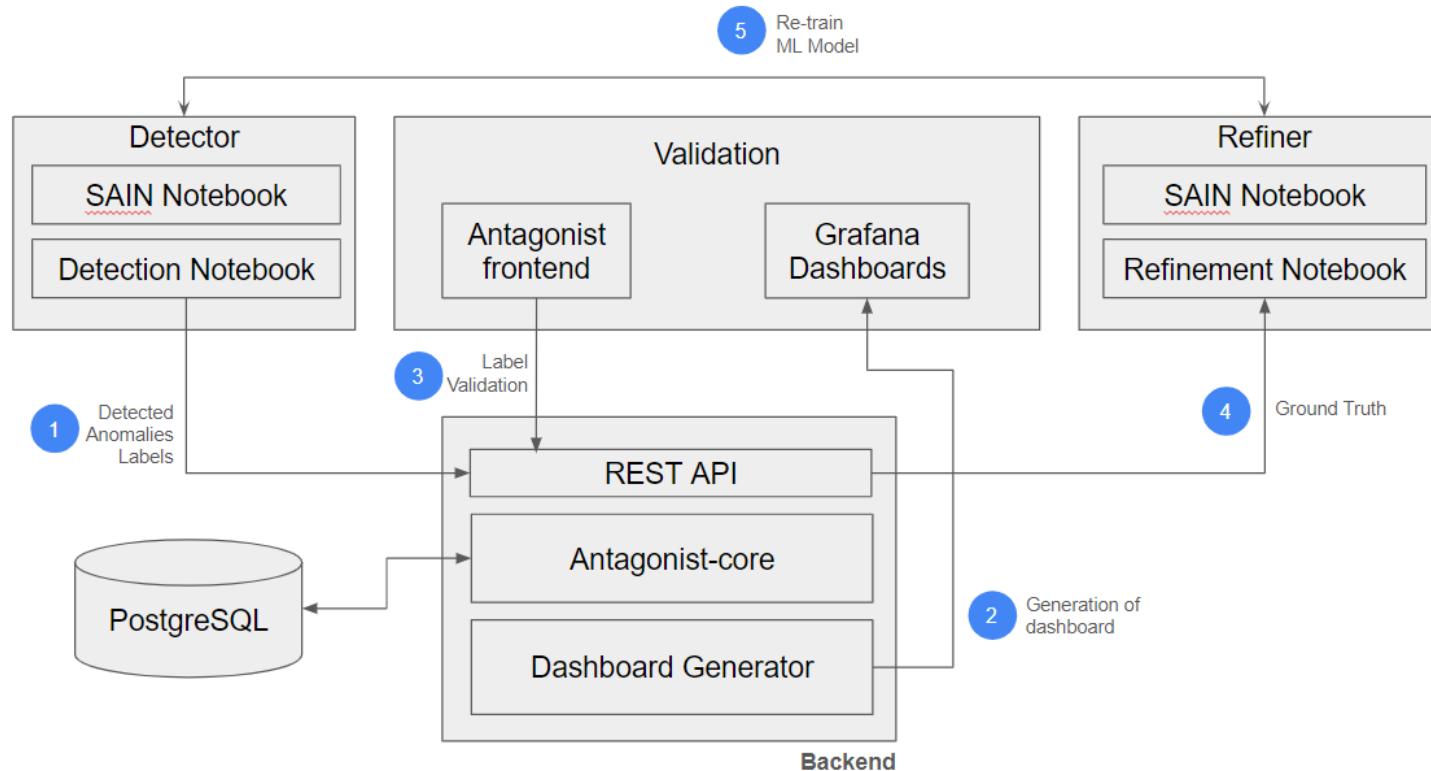 5
Re-train
ML Model
Detector
SAIN Notebook
Detection Notebook
Validation
Antagonist
frontend
Grafana
Dashboards
Refiner
SAIN Notebook
Refinement Notebook
1
Detected
Anomalies
Labels
3
Label
Validation
4
Ground Truth
REST API
Antagonist-core
Dashboard Generator
PostgreSQL
2
Generation of
dashboard
Backend